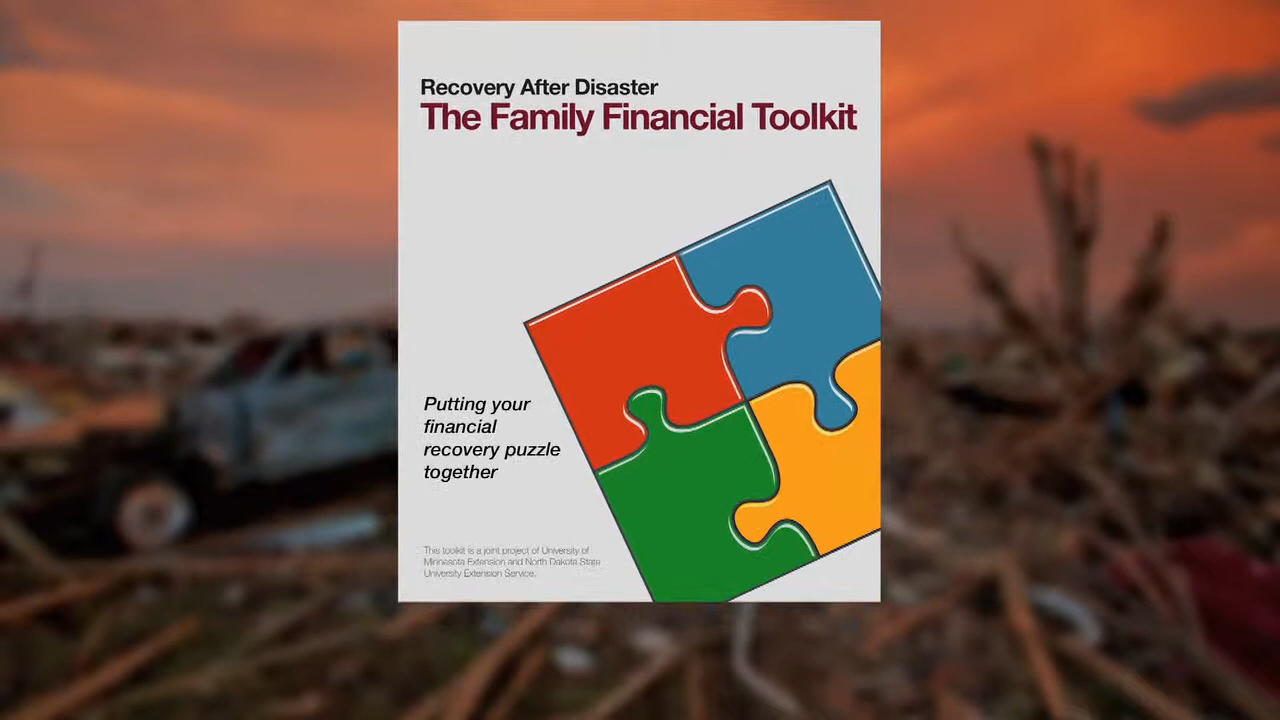 Recovery After Disaster
The Family Financial Toolkit
Putting your
financial
recovery puzzle
together
This toolkit is a joint project of University of
Minnesota Extension and North Dakota State
University Extension Service.